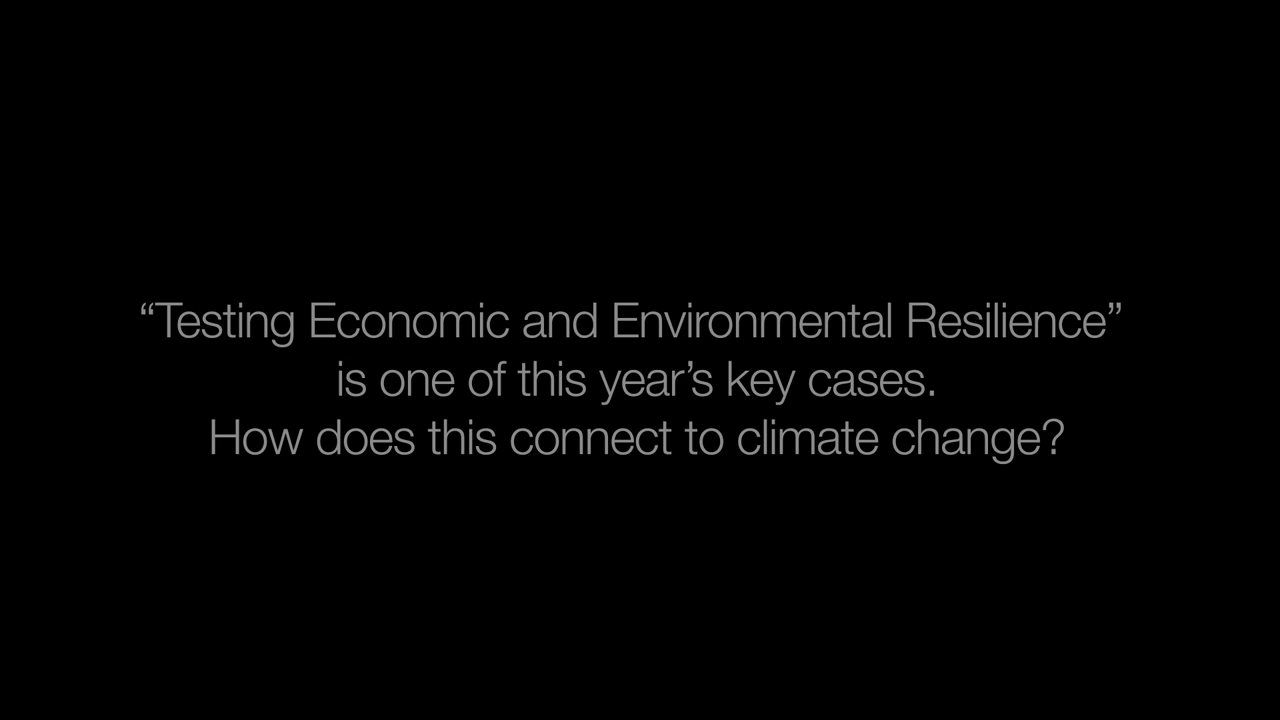 “Testing Economic and Environmental Resilience”
is one of this year’s key cases.
How does this connect to climate change?